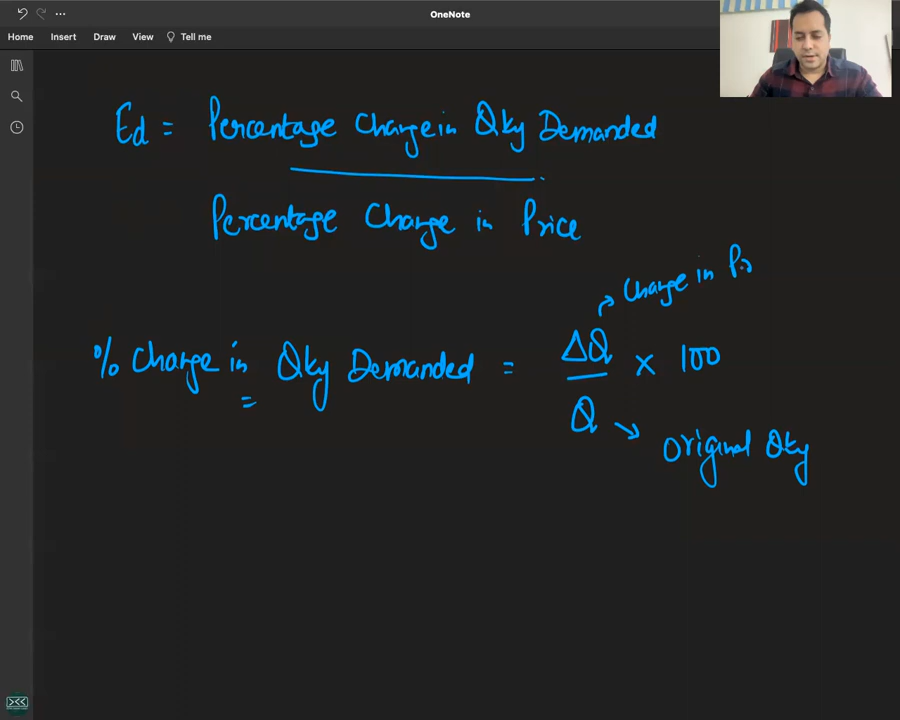 OneNote
Home Insert Draw View Tell me
Ed = Percentage Change in Qty Demanded
Percentage Change in Price
Change in Pr
% Change in Qty Demanded = ΔQ × 100
Q
Original Qty